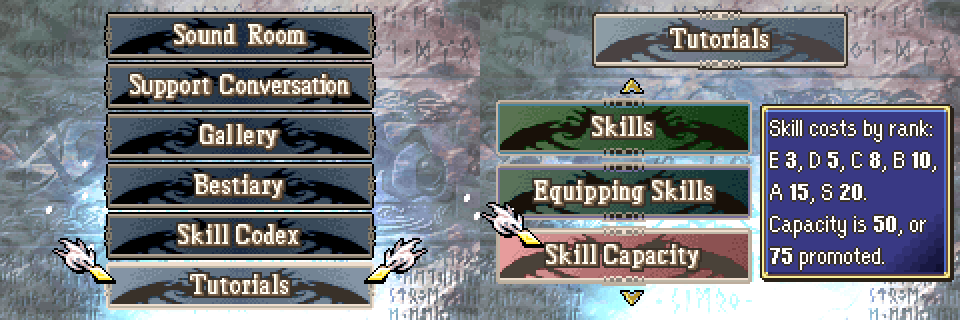 Sound Room
Support Conversation
Gallery
Bestiary
Skill Codex
Tutorials
Tutorials
Skills
Equipping Skills
Skill Capacity
Skill costs by rank:
E 3, D 5, C 8, B 10,
A 15, S 20.
Capacity is 50, or
75 promoted.